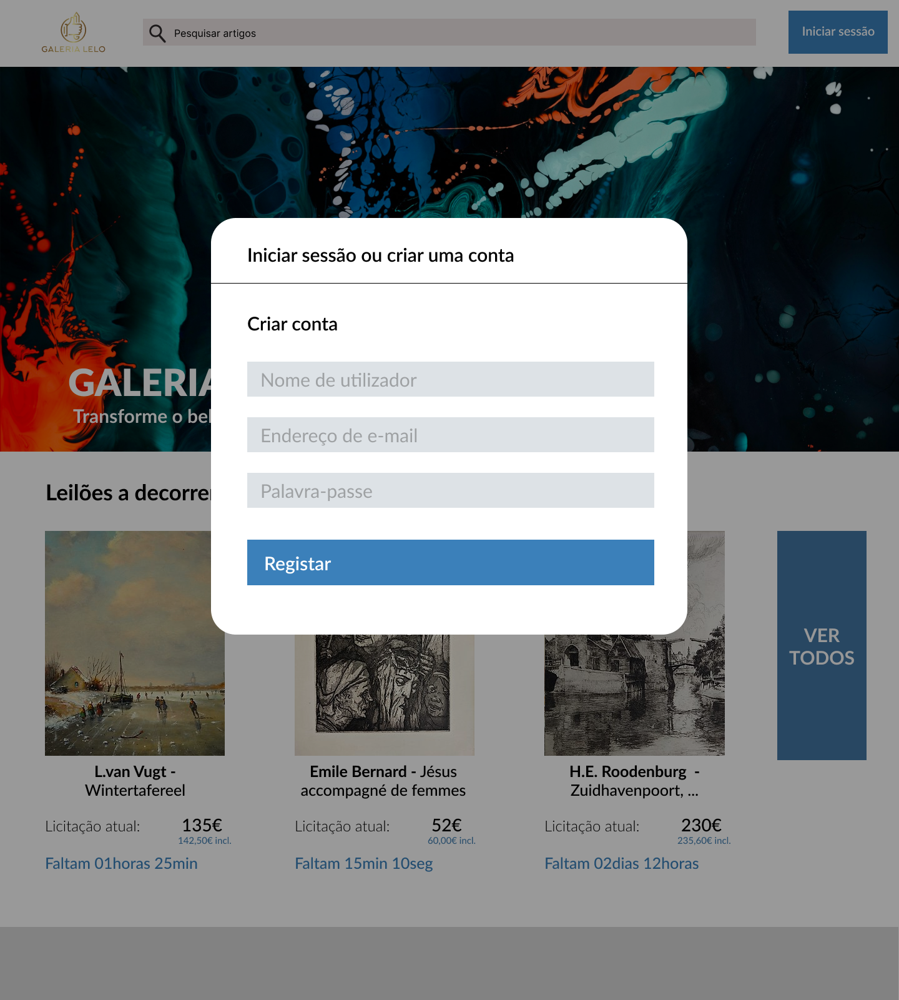 GALERIA LELO
Pesquisar artigos
Iniciar sessão
Iniciar sessão ou criar uma conta
Criar conta
Nome de utilizador
Endereço de e-mail
Palavra-passe
Registar
GALERIA
Transforme o
Leilões a
VER
TODOS
L.van Vugt -
Wintertafereel
Licitação atual: 135€
142,50€ incl.
Faltam 01horas 25min
Emile Bernard - Jésus
accompagné de femmes
Licitação atual: 52€
60,00€ incl.
Faltam 15min 10seg
H.E. Roodenburg -
Zuidhavenpoort, ...
Licitação atual: 230€
235,60€ incl.
Faltam 02dias 12horas